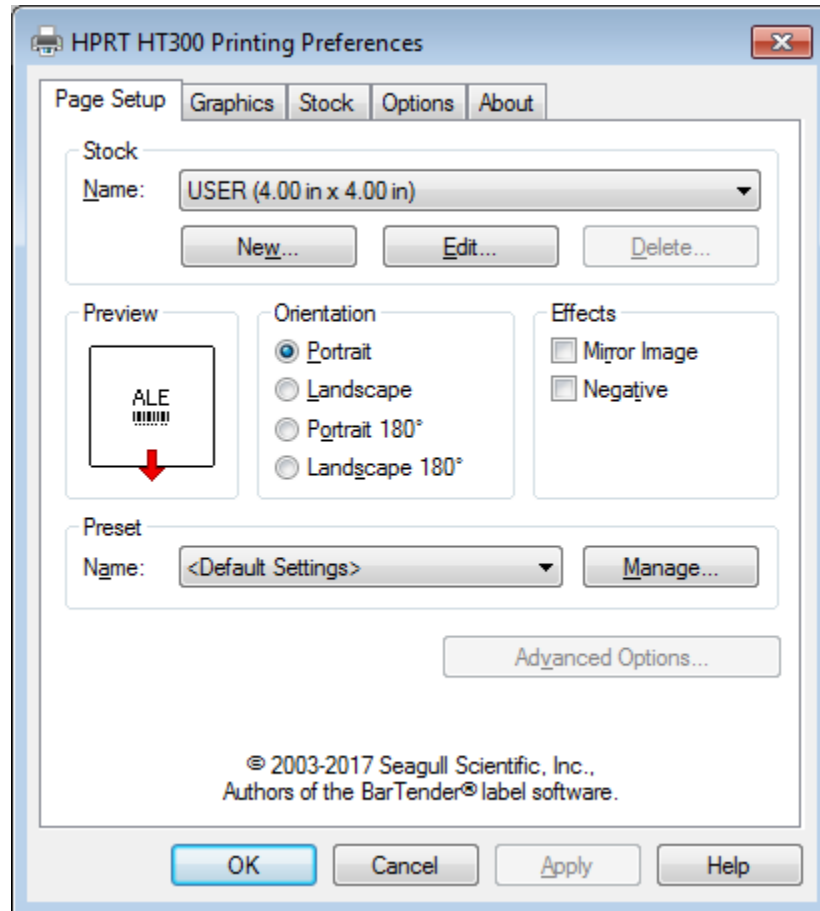 HPRT HT300 Printing Preferences
Page Setup Graphics Stock Options About
Stock
Name: USER (4.00 in x 4.00 in)
New... Edit... Delete...
Preview Orientation Effects
ALE
Portrait Mirror Image
Landscape Negative
Portrait 180°
Landscape 180°
Preset
Name: <Default Settings> Manage...
Advanced Options...
© 2003-2017 Seagull Scientific, Inc.,
Authors of the BarTender® label software.
OK Cancel Apply Help